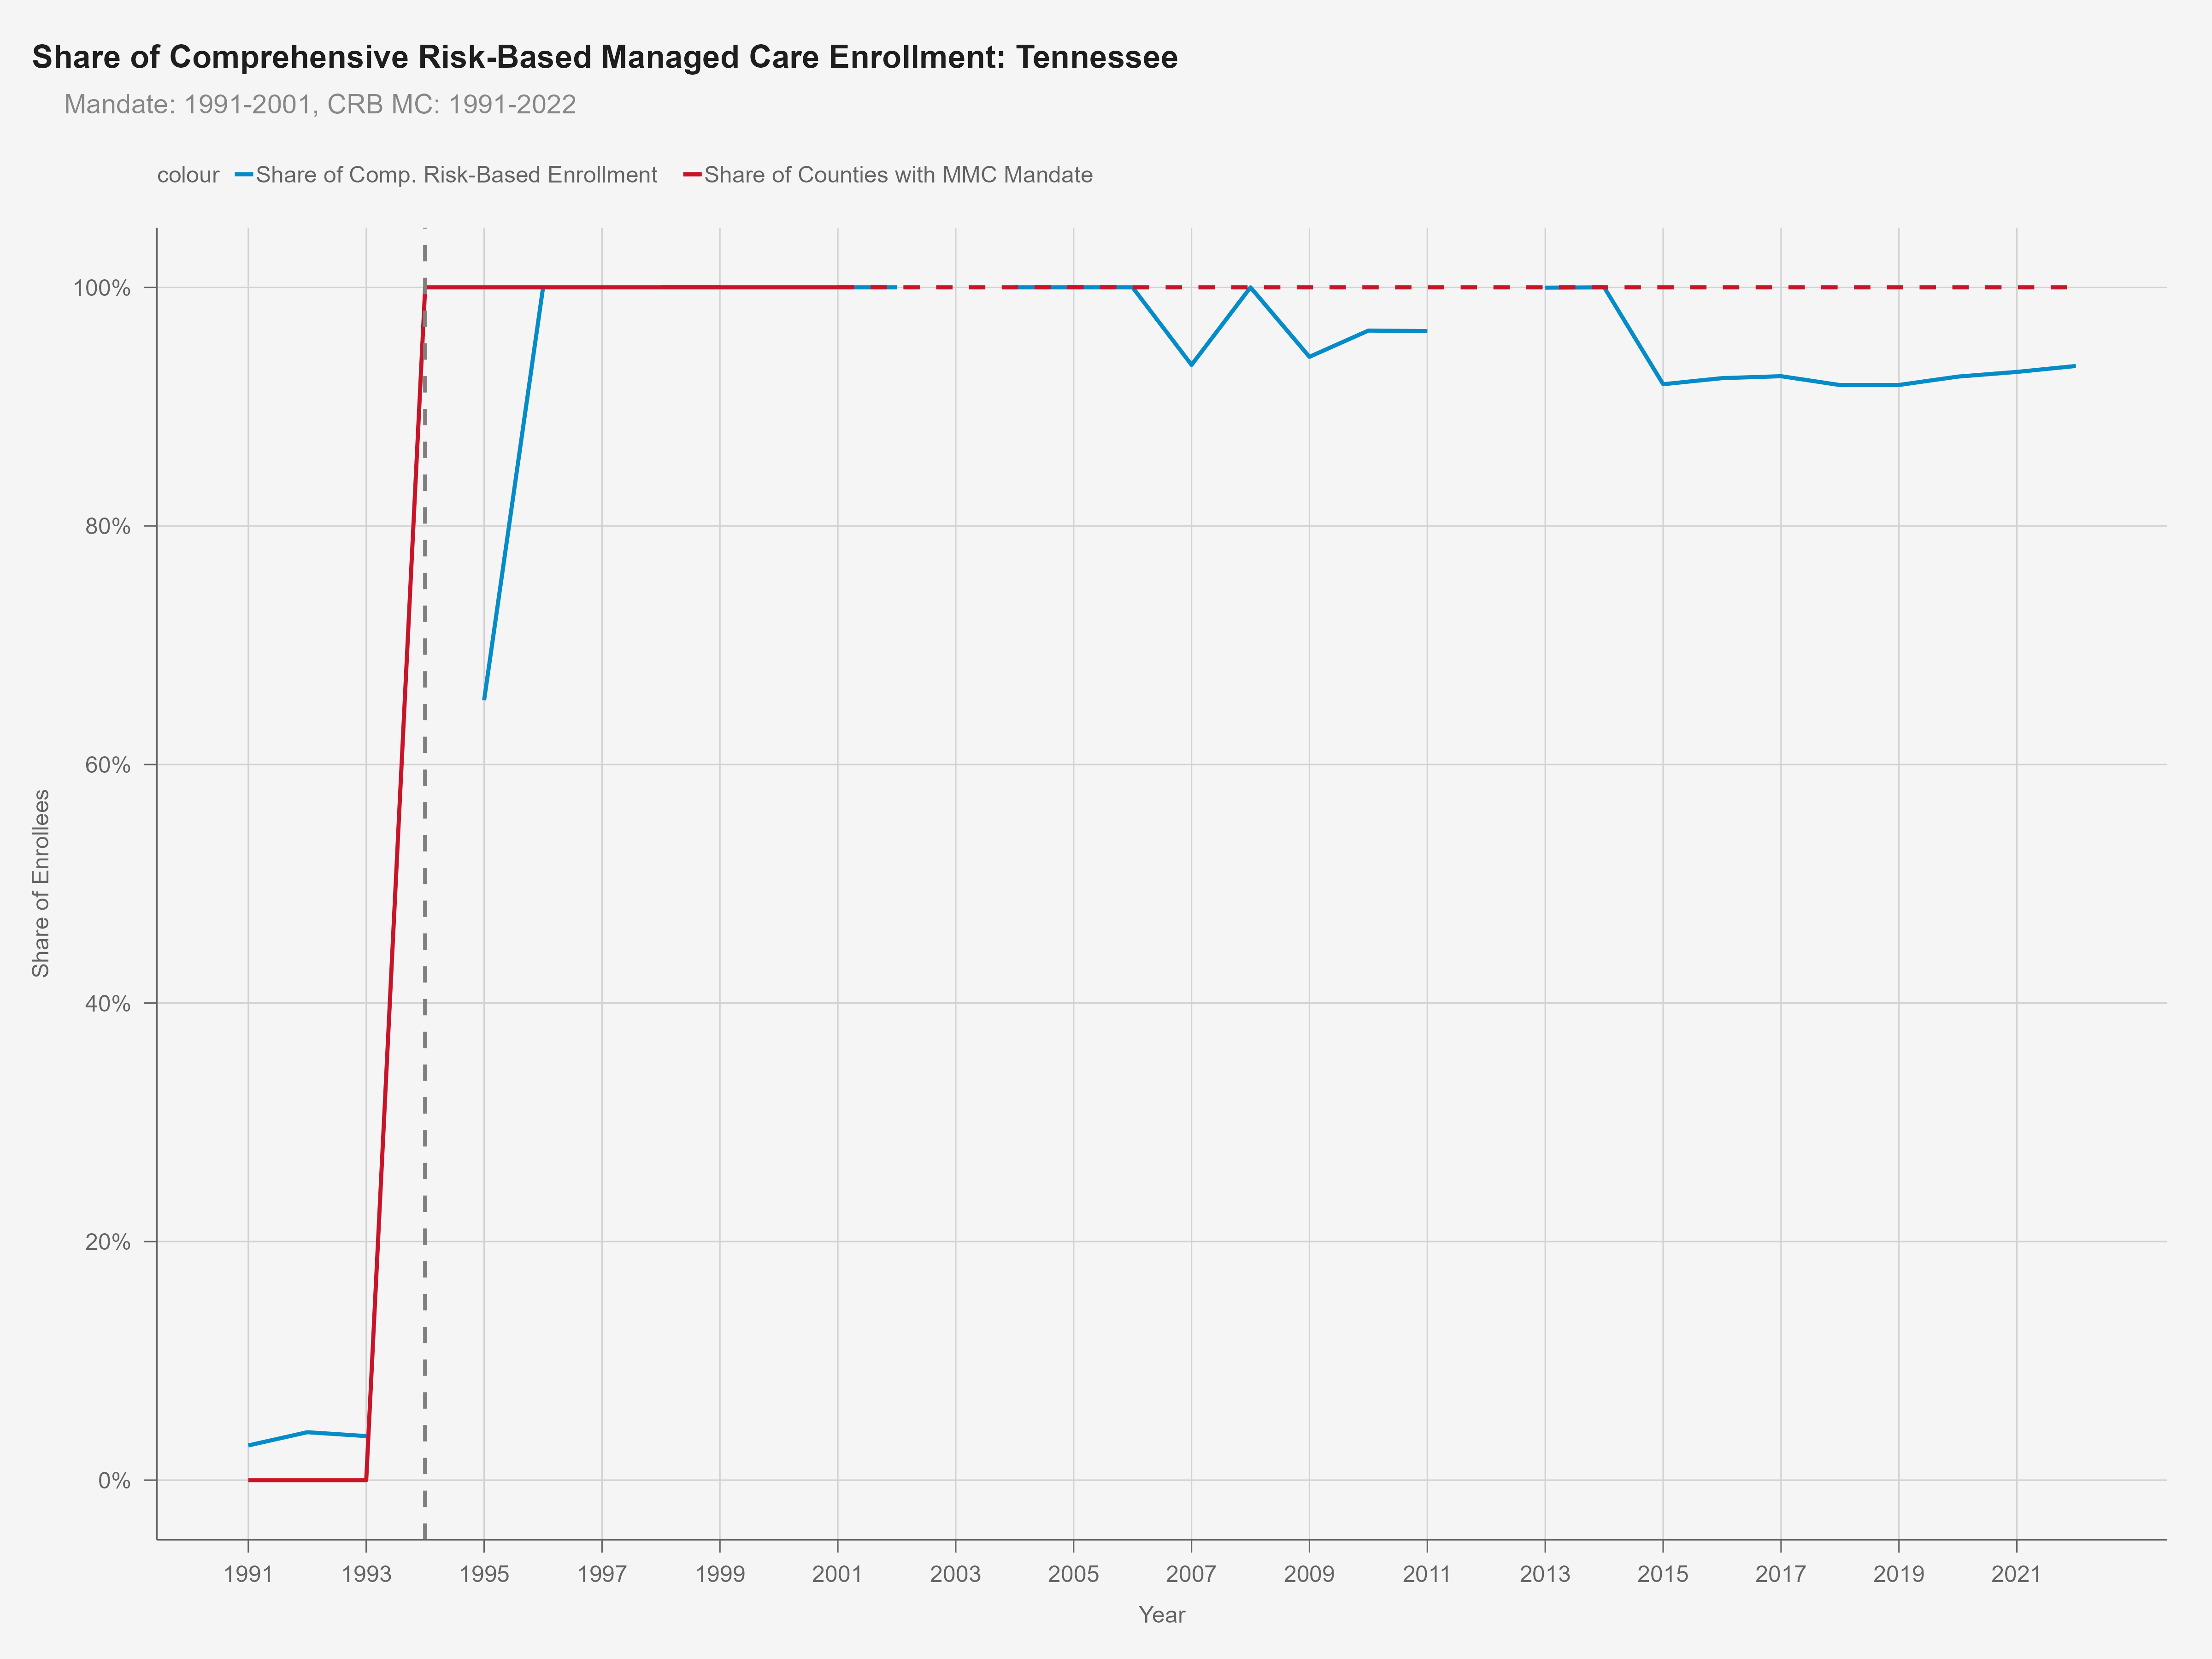 Share of Comprehensive Risk-Based Managed Care Enrollment: Tennessee
Mandate: 1991-2001, CRB MC: 1991-2022
colour Share of Comp. Risk-Based Enrollment Share of Counties with MMC Mandate
100%
80%
60%
40%
20%
0%
Share of Enrollees
1991 1993 1995 1997 1999 2001 2003 2005 2007 2009 2011 2013 2015 2017 2019 2021
Year